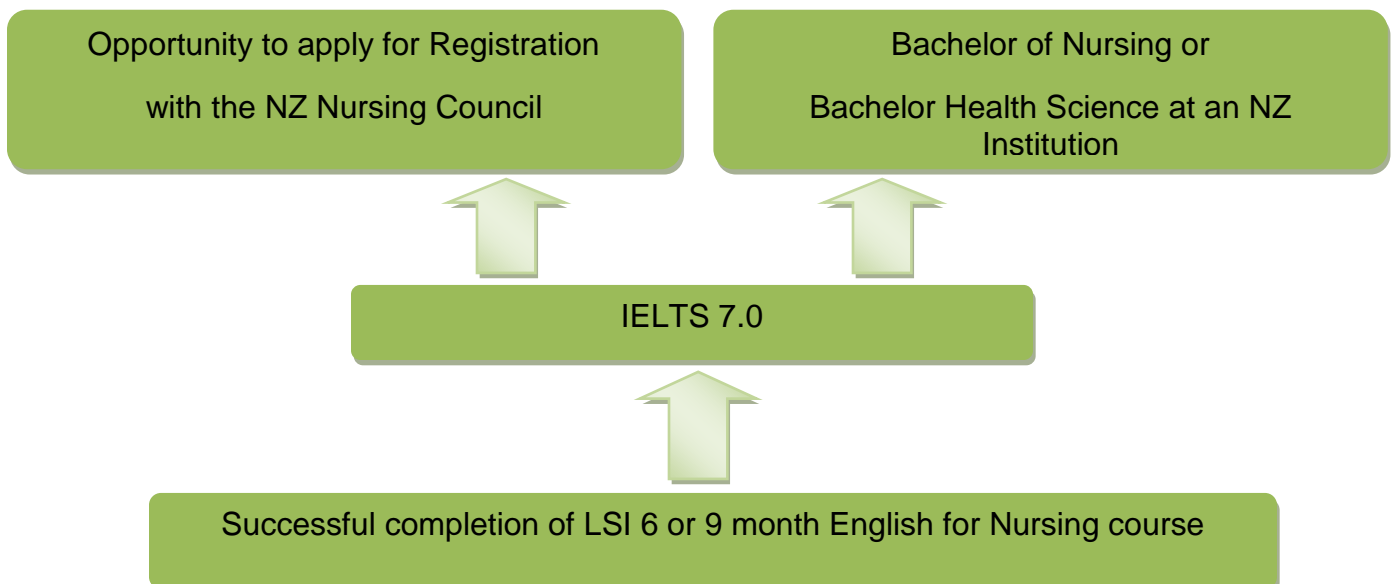 Opportunity to apply for Registration
with the NZ Nursing Council
Bachelor of Nursing or
Bachelor Health Science at an NZ
Institution
IELTS 7.0
Successful completion of LSI 6 or 9 month English for Nursing course